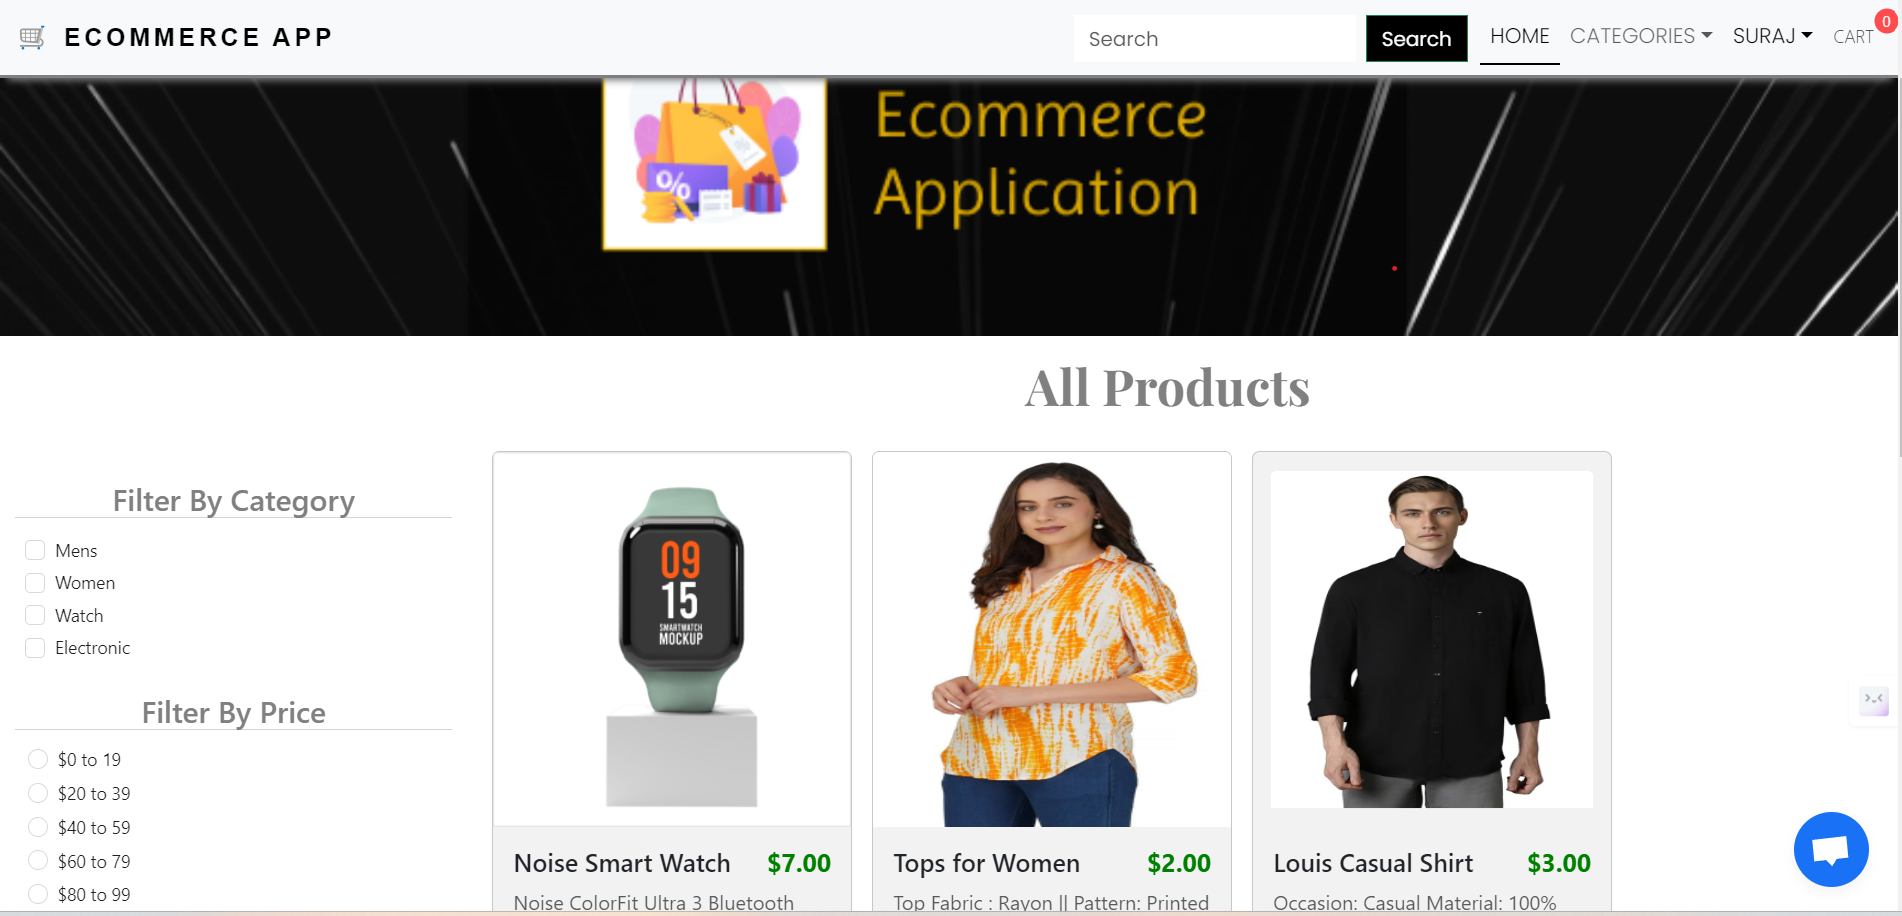 ECOMMERCE APP
Search
Search
HOME
CATEGORIES
SURAJ
CART
0
%
%
Ecommerce
Application
All Products
Filter By Category
Mens
Women
Watch
Electronic
Filter By Price
$0 to 19
$20 to 39
$40 to 59
$60 to 79
$80 to 99
09
15
SMARTWATCH
MOCKUP
Noise Smart Watch $7.00
Noise ColorFit Ultra 3 Bluetooth
Tops for Women $2.00
Top Fabric : Rayon || Pattern: Printed
Louis Casual Shirt $3.00
Occasion: Casual Material: 100%